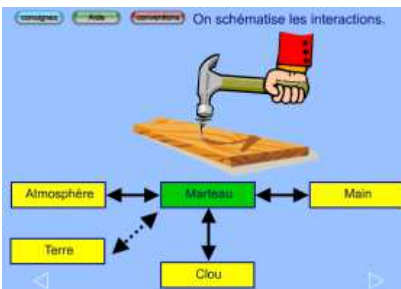 consignes Aide conventions On schématise les interactions.
Atmosphère Marteau Main
Terre
Clou